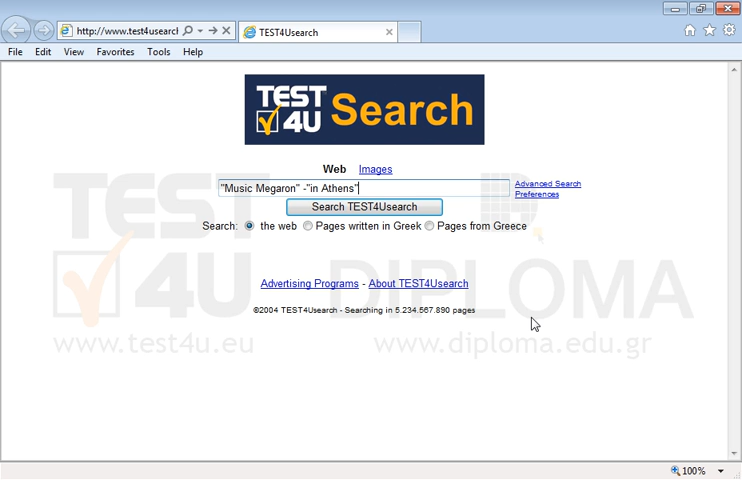 http://www.test4usearch
TEST4Usearch
File Edit View Favorites Tools Help
TEST 4U Search
Web Images
"Music Megaron" -"in Athens"
Advanced Search
Preferences
Search TEST4Usearch
Search: the web Pages written in Greek Pages from Greece
Advertising Programs - About TEST4Usearch
©2004 TEST4Usearch - Searching in 5.234.567.890 pages
TEST 4U DIPLOMA
www.test4u.eu www.diploma.edu.gr
100%